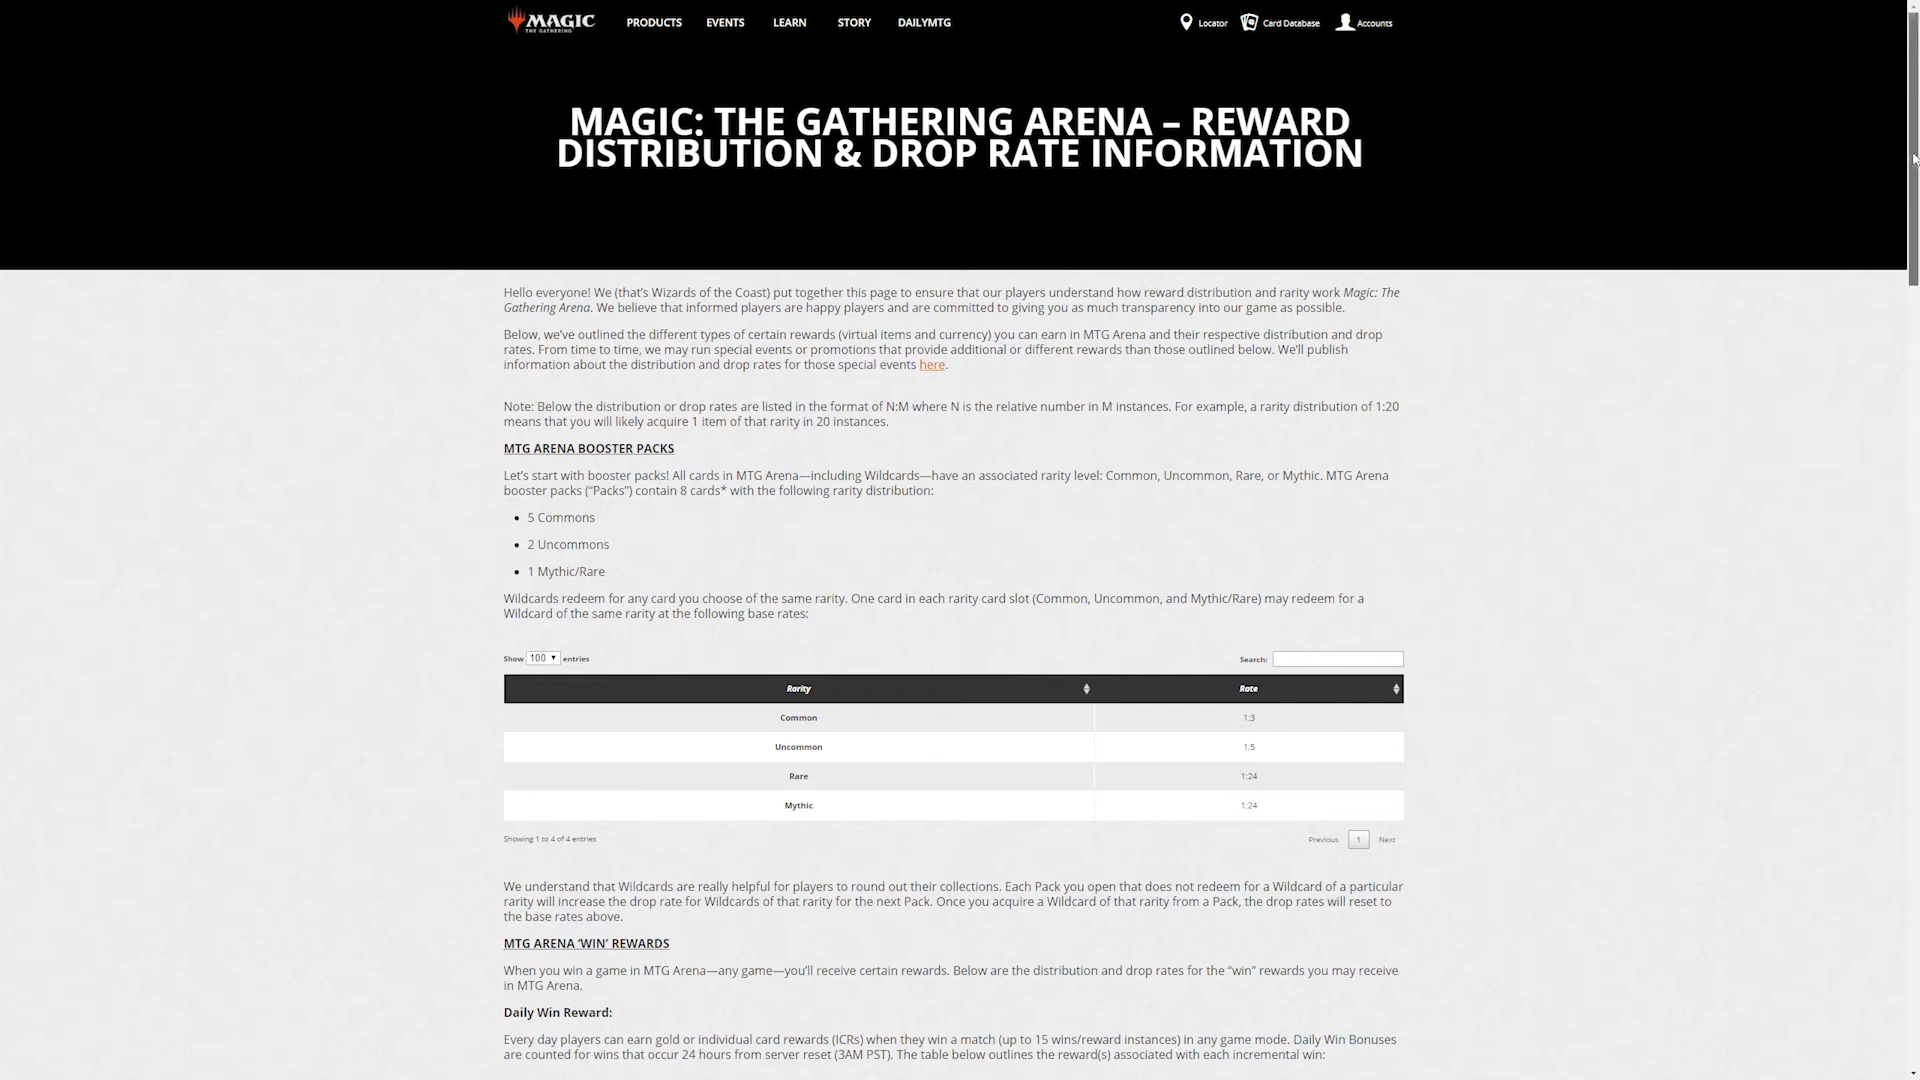 MAGIC
THE GATHERING
PRODUCTS EVENTS LEARN STORY DAILYMTG
Locator Card Database Accounts
MAGIC: THE GATHERING ARENA – REWARD
DISTRIBUTION & DROP RATE INFORMATION
Hello everyone! We (that’s Wizards of the Coast) put together this page to ensure that our players understand how reward distribution and rarity work Magic: The
Gathering Arena. We believe that informed players are happy players and are committed to giving you as much transparency into our game as possible.
Below, we’ve outlined the different types of certain rewards (virtual items and currency) you can earn in MTG Arena and their respective distribution and drop
rates. From time to time, we may run special events or promotions that provide additional or different rewards than those outlined below. We’ll publish
information about the distribution and drop rates for those special events here.
Note: Below the distribution or drop rates are listed in the format of N:M where N is the relative number in M instances. For example, a rarity distribution of 1:20
means that you will likely acquire 1 item of that rarity in 20 instances.
MTG ARENA BOOSTER PACKS
Let’s start with booster packs! All cards in MTG Arena—including Wildcards—have an associated rarity level: Common, Uncommon, Rare, or Mythic. MTG Arena
booster packs (“Packs”) contain 8 cards* with the following rarity distribution:
• 5 Commons
• 2 Uncommons
• 1 Mythic/Rare
Wildcards redeem for any card you choose of the same rarity. One card in each rarity card slot (Common, Uncommon, and Mythic/Rare) may redeem for a
Wildcard of the same rarity at the following base rates:
Show 100 entries Search:
Rarity Rate
Common 1:3
Uncommon 1:5
Rare 1:24
Mythic 1:24
Showing 1 to 4 of 4 entries Previous 1 Next
We understand that Wildcards are really helpful for players to round out their collections. Each Pack you open that does not redeem for a Wildcard of a particular
rarity will increase the drop rate for Wildcards of that rarity for the next Pack. Once you acquire a Wildcard of that rarity from a Pack, the drop rates will reset to
the base rates above.
MTG ARENA ‘WIN’ REWARDS
When you win a game in MTG Arena—any game—you’ll receive certain rewards. Below are the distribution and drop rates for the “win” rewards you may receive
in MTG Arena.
Daily Win Reward:
Every day players can earn gold or individual card rewards (ICRs) when they win a match (up to 15 wins/reward instances) in any game mode. Daily Win Bonuses
are counted for wins that occur 24 hours from server reset (3AM PST). The table below outlines the reward(s) associated with each incremental win: